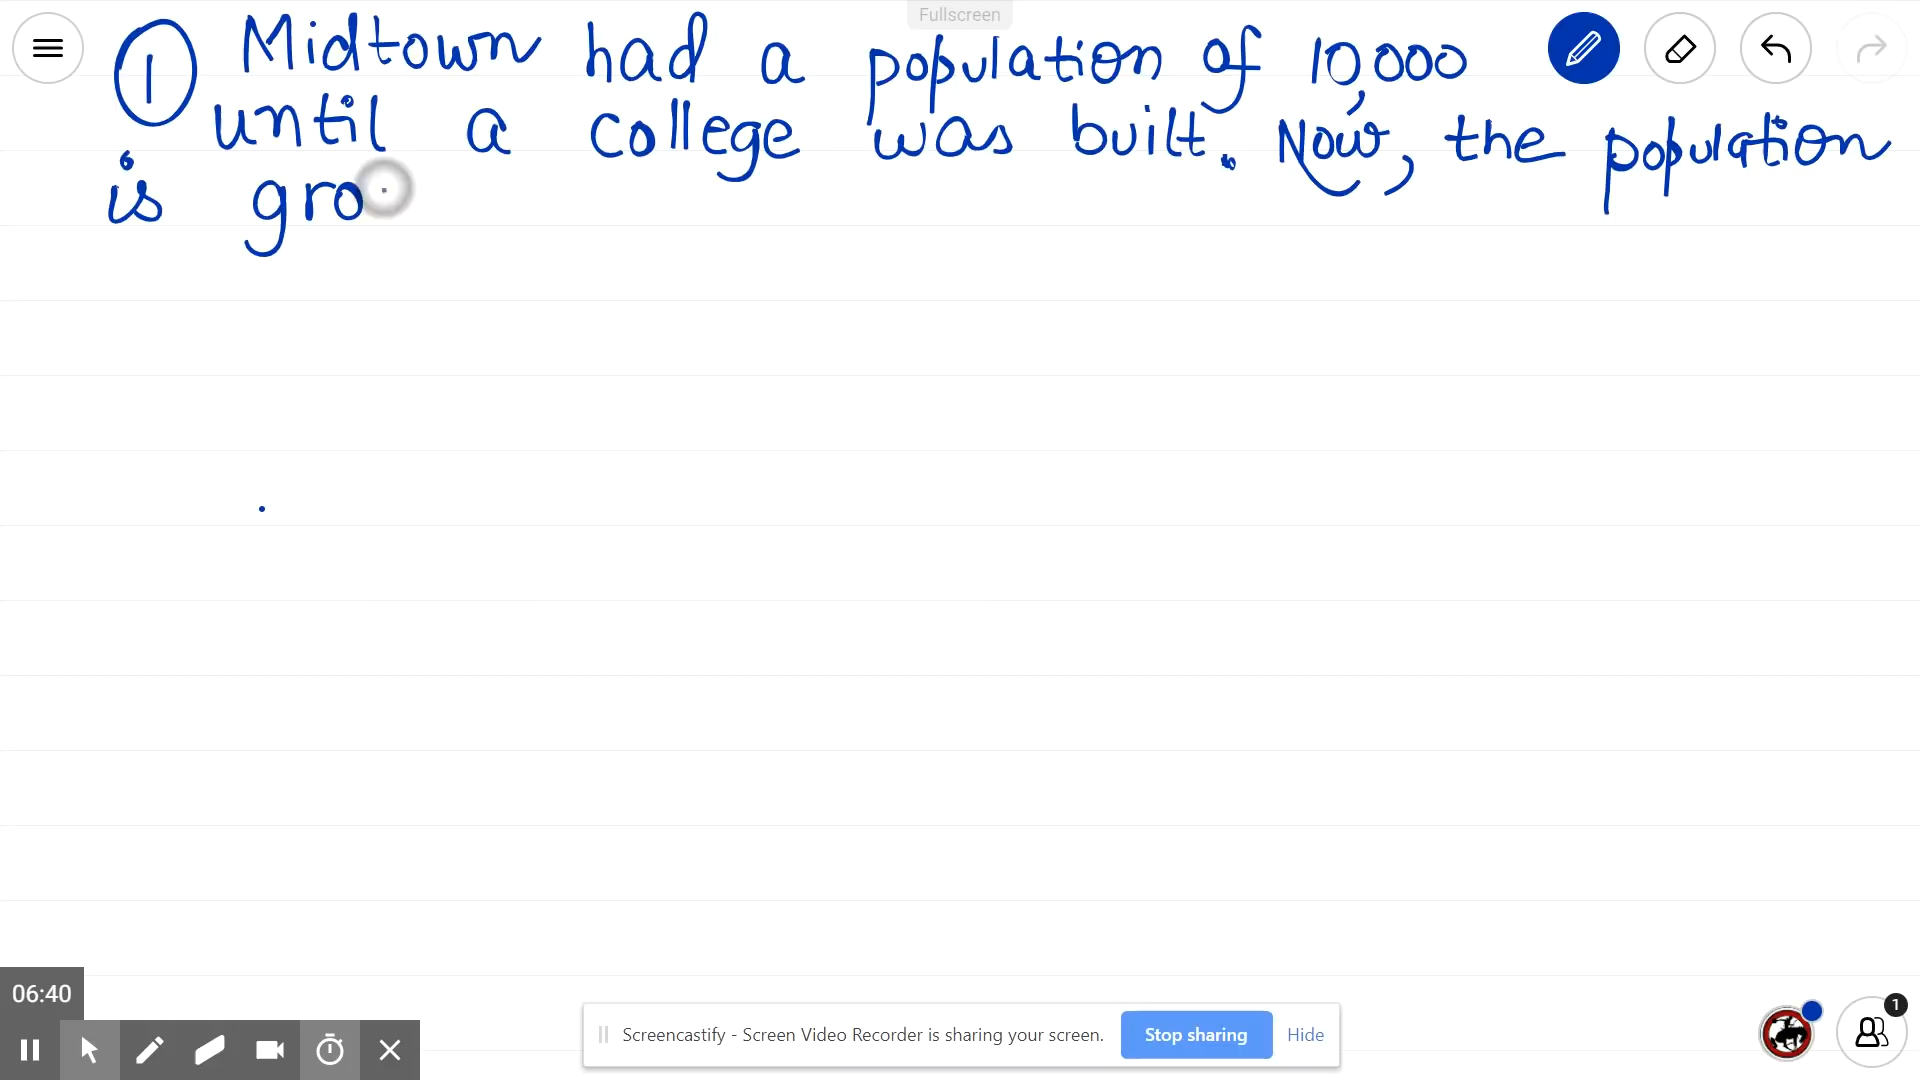 Fullscreen
① Midtown had a population of 10,000
until a college was built. Now, the population
is gro
06:40
Screencastify - Screen Video Recorder is sharing your screen. Stop sharing Hide
1